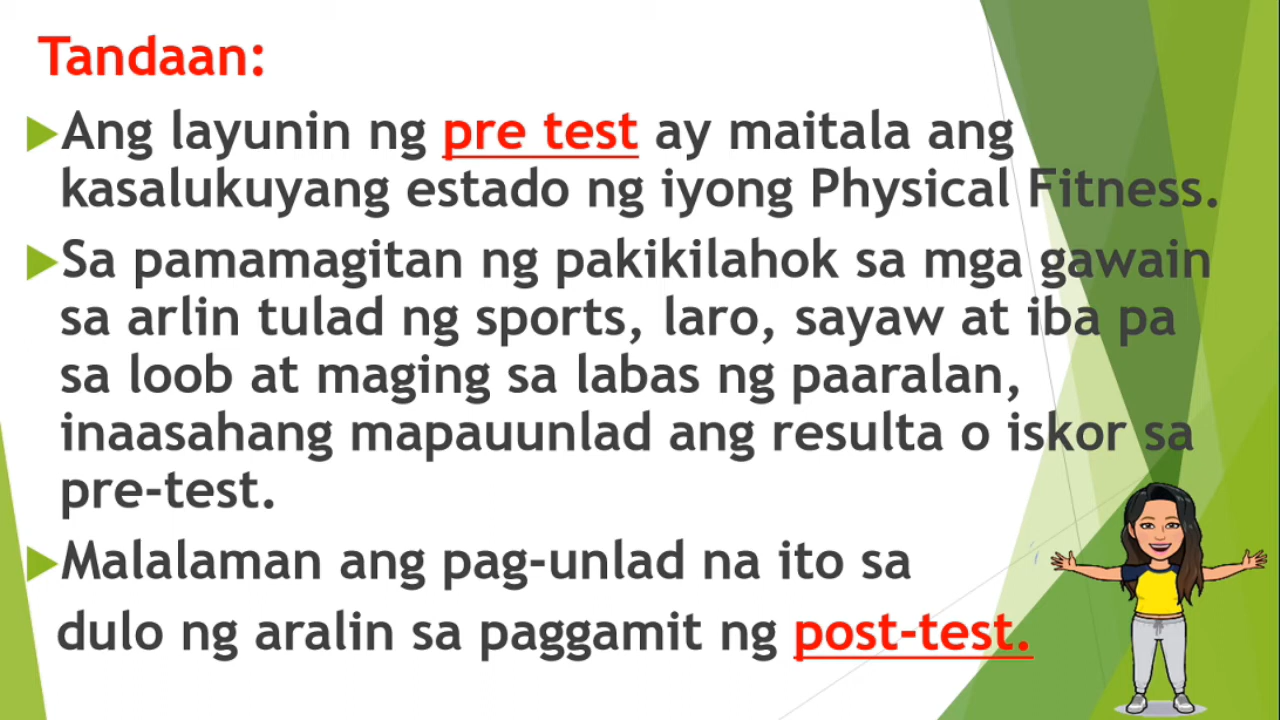 Tandaan:
Ang layunin ng pre test ay maitala ang
kasalukuyang estado ng iyong Physical Fitness.
Sa pamamagitan ng pakikilahok sa mga gawain
sa arlin tulad ng sports, laro, sayaw at iba pa
sa loob at maging sa labas ng paaralan,
inaasahang mapauunlad ang resulta o iskor sa
pre-test.
Malalaman ang pag-unlad na ito sa
dulo ng aralin sa paggamit ng post-test.